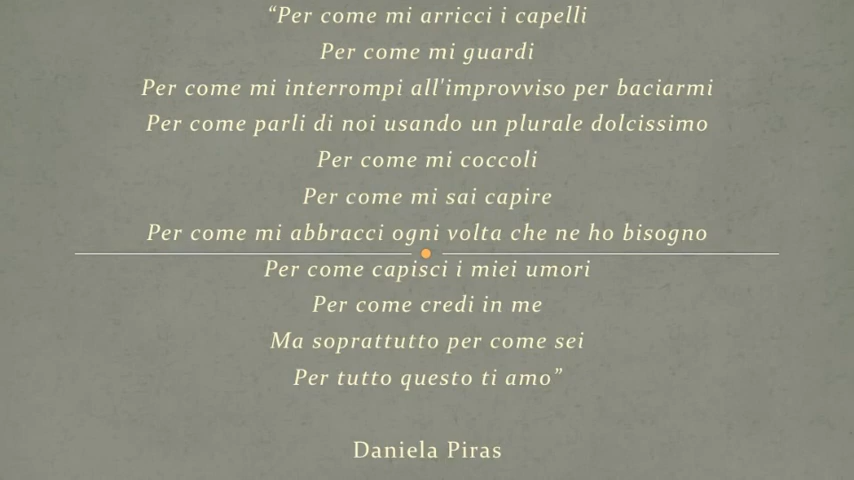 “Per come mi arricci i capelli
Per come mi guardi
Per come mi interrompi all'improvviso per baciarmi
Per come parli di noi usando un plurale dolcissimo
Per come mi coccoli
Per come mi sai capire
Per come mi abbracci ogni volta che ne ho bisogno
Per come capisci i miei umori
Per come credi in me
Ma soprattutto per come sei
Per tutto questo ti amo”
Daniela Piras